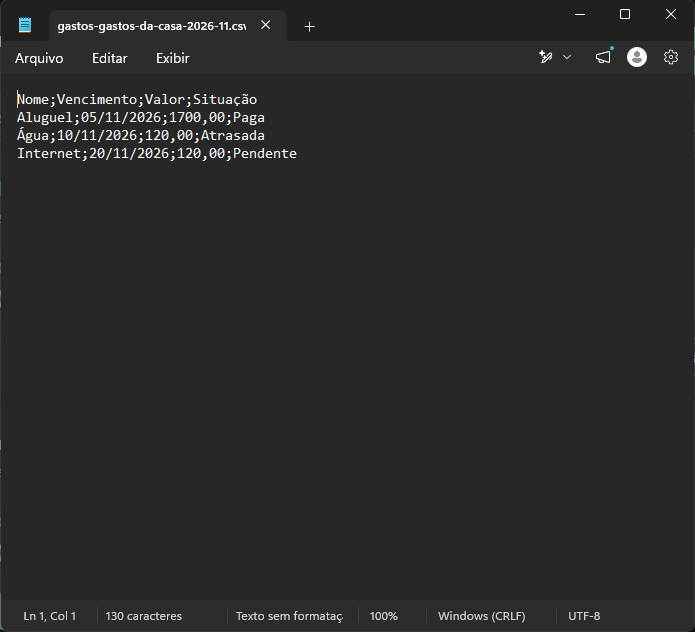 gastos-gastos-da-casa-2026-11.csv
Arquivo Editar Exibir
Nome;Vencimento;Valor;Situação
Aluguel;05/11/2026;1700,00;Paga
Água;10/11/2026;120,00;Atrasada
Internet;20/11/2026;120,00;Pendente
Ln 1, Col 1 130 caracteres Texto sem formataç 100% Windows (CRLF) UTF-8